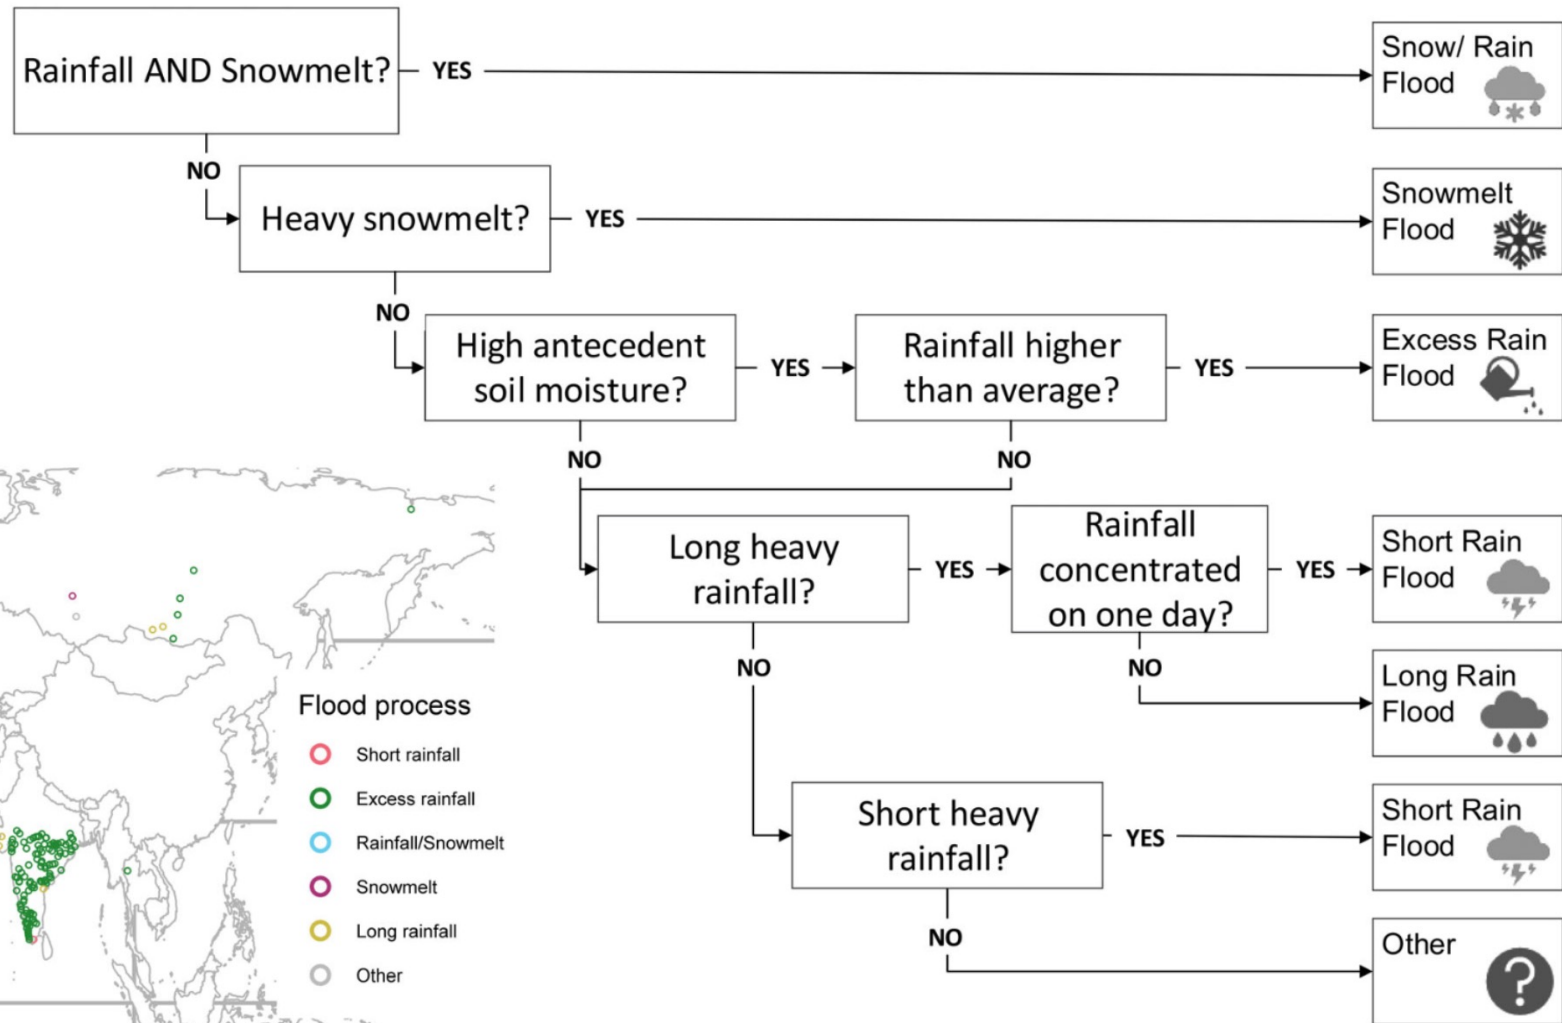 Rainfall AND Snowmelt?
YES
Snow/ Rain
Flood
NO
Heavy snowmelt?
YES
Snowmelt
Flood
NO
High antecedent
soil moisture?
YES
Rainfall higher
than average?
YES
Excess Rain
Flood
NO
NO
Long heavy
rainfall?
YES
Rainfall
concentrated
on one day?
YES
Short Rain
Flood
NO
NO
Long Rain
Flood
Short heavy
rainfall?
YES
Short Rain
Flood
NO
Other
?
Flood process
Short rainfall
Excess rainfall
Rainfall/Snowmelt
Snowmelt
Long rainfall
Other